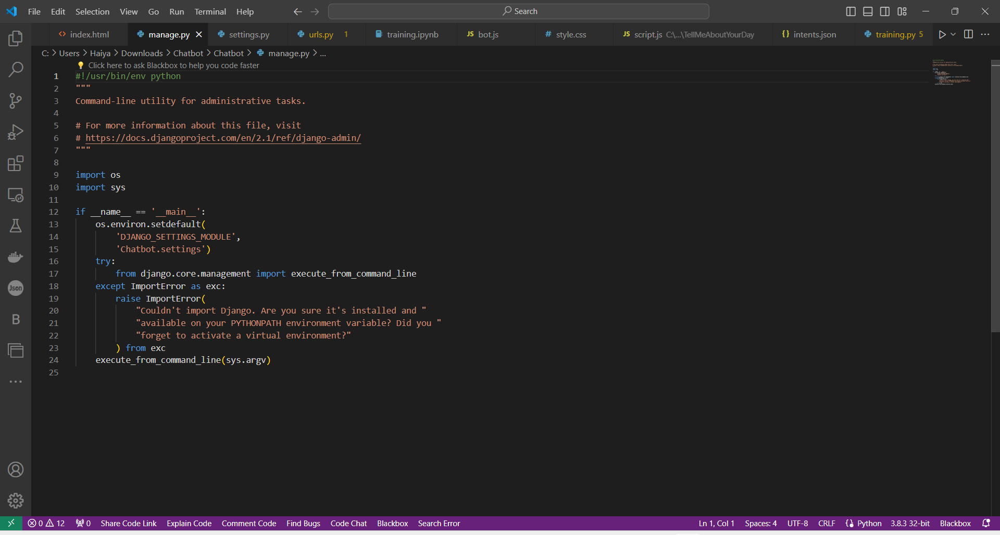 File Edit Selection View Go Run Terminal Help Search
index.html manage.py settings.py urls.py 1 training.ipynb JS bot.js # style.css JS script.js C:\...\TellMeAboutYourDay {} intents.json training.py 5
C: > Users > Haiya > Downloads > Chatbot > Chatbot > manage.py > ...
Click here to ask Blackbox to help you code faster
1 #!/usr/bin/env python
2 """
3 Command-line utility for administrative tasks.
4
5 # For more information about this file, visit
6 # https://docs.djangoproject.com/en/2.1/ref/django-admin/
7 """
8
9 import os
10 import sys
11
12 if __name__ == '__main__':
13     os.environ.setdefault(
14         'DJANGO_SETTINGS_MODULE',
15         'Chatbot.settings')
16     try:
17         from django.core.management import execute_from_command_line
18     except ImportError as exc:
19         raise ImportError(
20             "Couldn't import Django. Are you sure it's installed and "
21             "available on your PYTHONPATH environment variable? Did you "
22             "forget to activate a virtual environment?"
23         ) from exc
24     execute_from_command_line(sys.argv)
25
Json
B
0 12 0 Share Code Link Explain Code Comment Code Find Bugs Code Chat Blackbox Search Error Ln 1, Col 1 Spaces: 4 UTF-8 CRLF Python 3.8.3 32-bit Blackbox